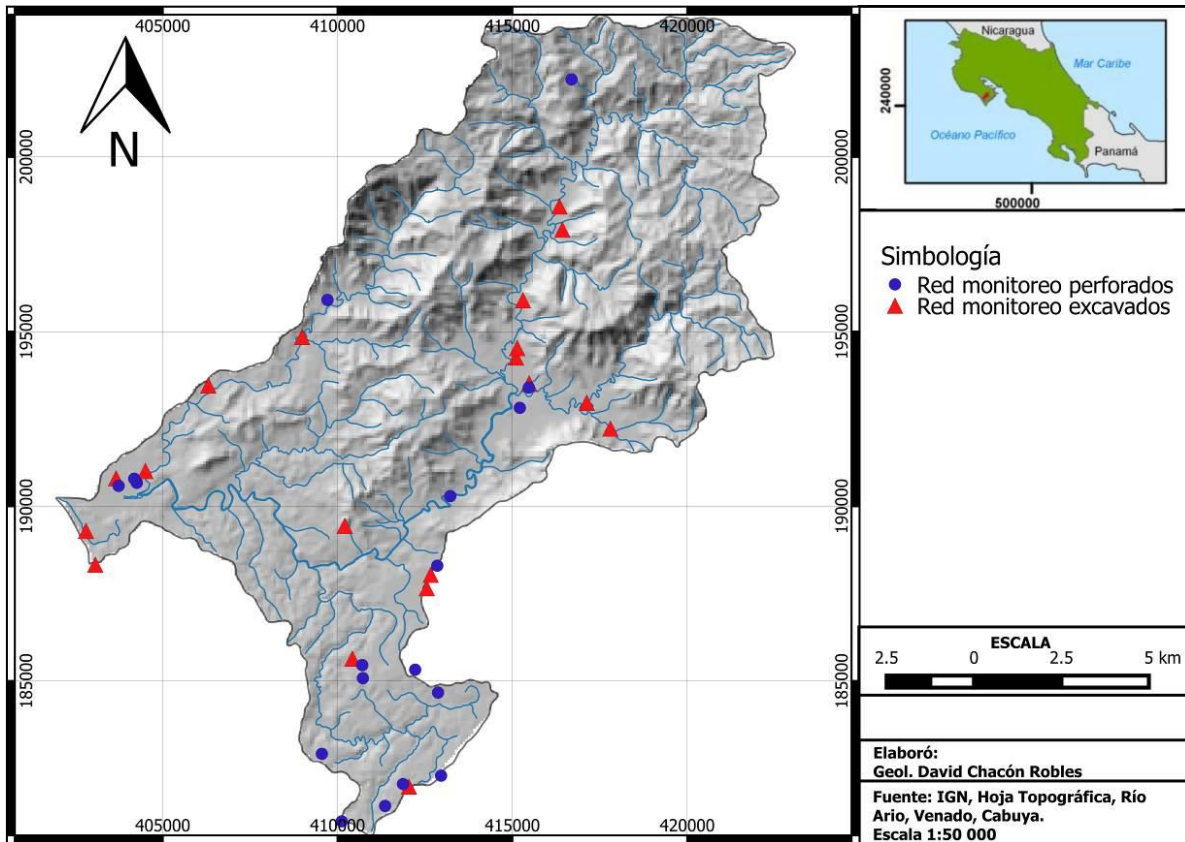 405000 410000 415000 420000
N
200000 200000
195000 195000
190000 190000
185000 185000
405000 410000 415000 420000
Nicaragua
Mar Caribe
240000
Océano Pacífico
Panamá
500000
Simbología
Red monitoreo perforados
Red monitoreo excavados
ESCALA
2.5 0 2.5 5 km
Elaboró:
Geol. David Chacón Robles
Fuente: IGN, Hoja Topográfica, Río
Ario, Venado, Cabuya.
Escala 1:50 000